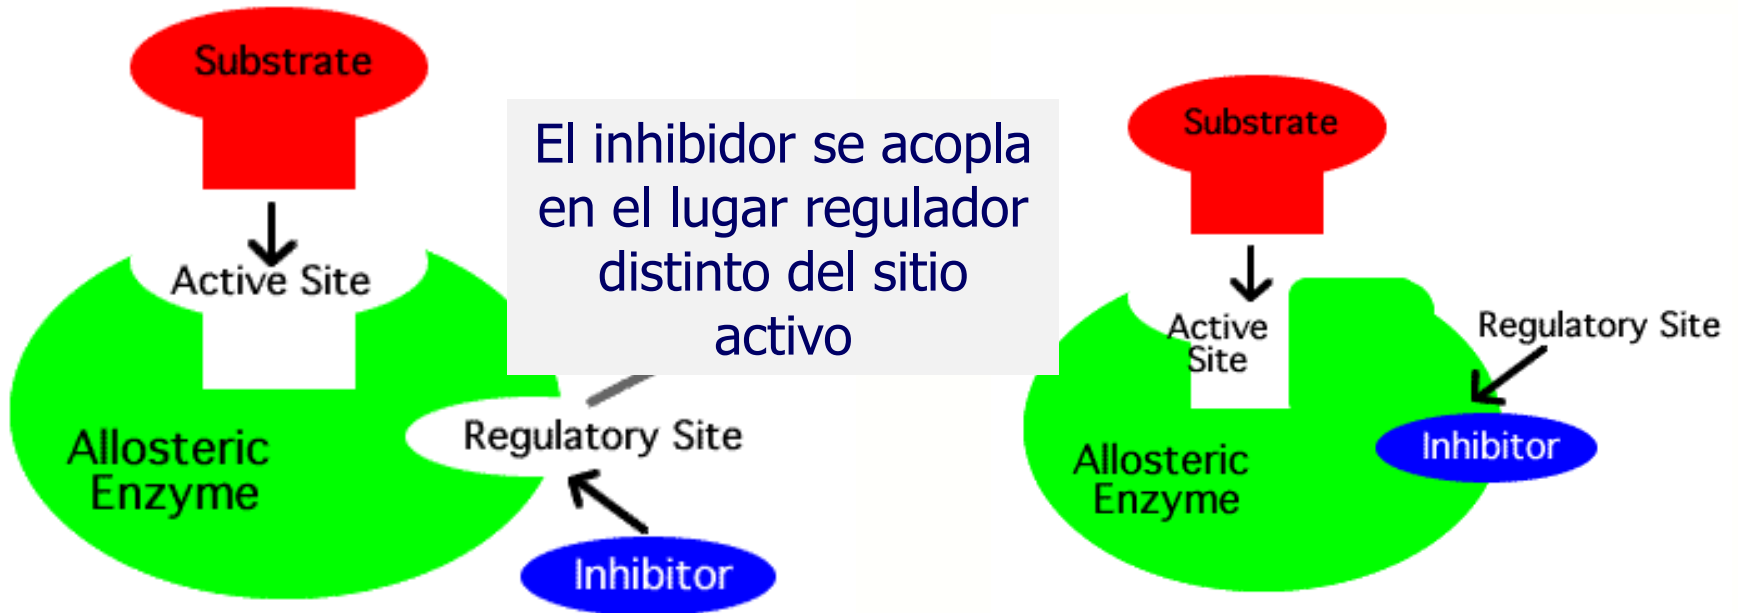 Substrate
Active Site
Allosteric
Enzyme
Regulatory Site
Inhibitor
El inhibidor se acopla
en el lugar regulador
distinto del sitio
activo
Substrate
Active
Site
Regulatory Site
Allosteric
Enzyme
Inhibitor